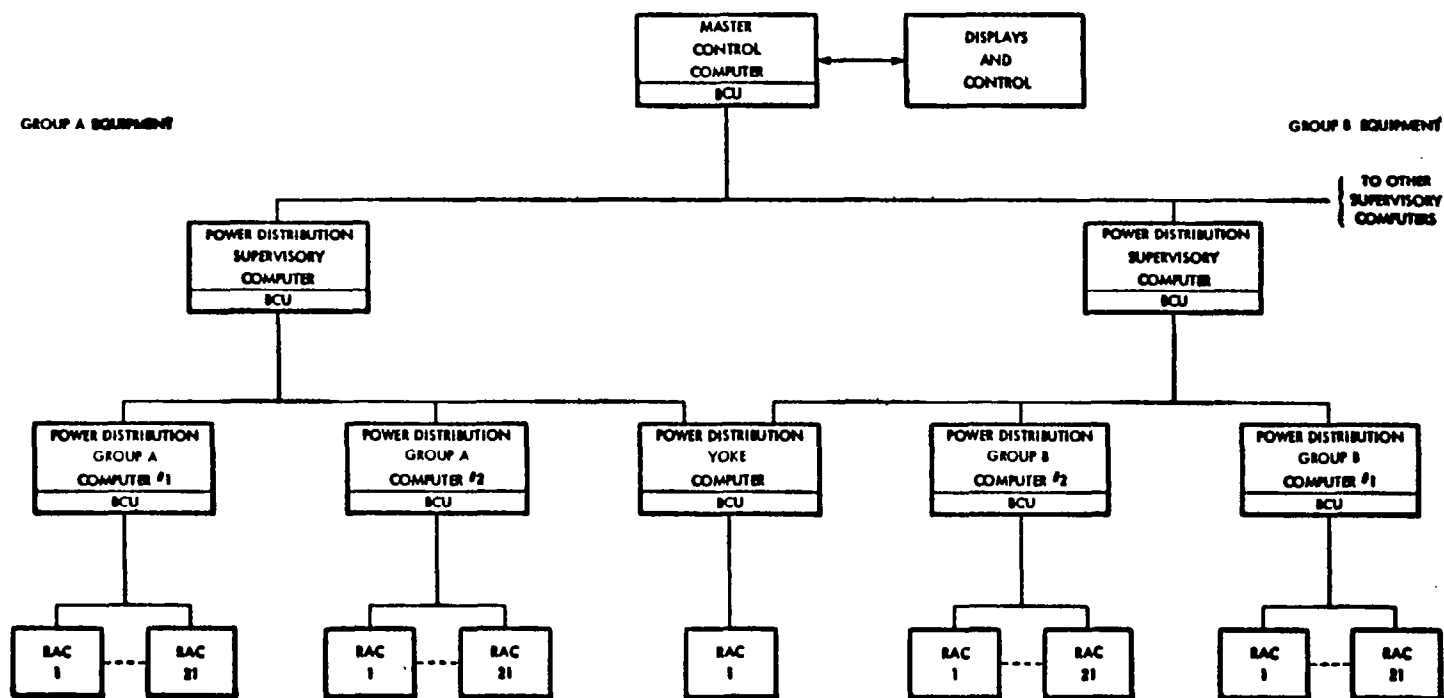 MASTER
CONTROL
COMPUTER
BCU
DISPLAYS
AND
CONTROL
GROUP A EQUIPMENT
GROUP B EQUIPMENT
TO OTHER
SUPERVISORY
COMPUTERS
POWER DISTRIBUTION
SUPERVISORY
COMPUTER
BCU
POWER DISTRIBUTION
SUPERVISORY
COMPUTER
BCU
POWER DISTRIBUTION
GROUP A
COMPUTER #1
BCU
POWER DISTRIBUTION
GROUP A
COMPUTER #2
BCU
POWER DISTRIBUTION
YOKE
COMPUTER
BCU
POWER DISTRIBUTION
GROUP B
COMPUTER #2
BCU
POWER DISTRIBUTION
GROUP B
COMPUTER #1
BCU
RAC
1
RAC
21
RAC
1
RAC
21
RAC
1
RAC
1
RAC
21
RAC
1
RAC
21